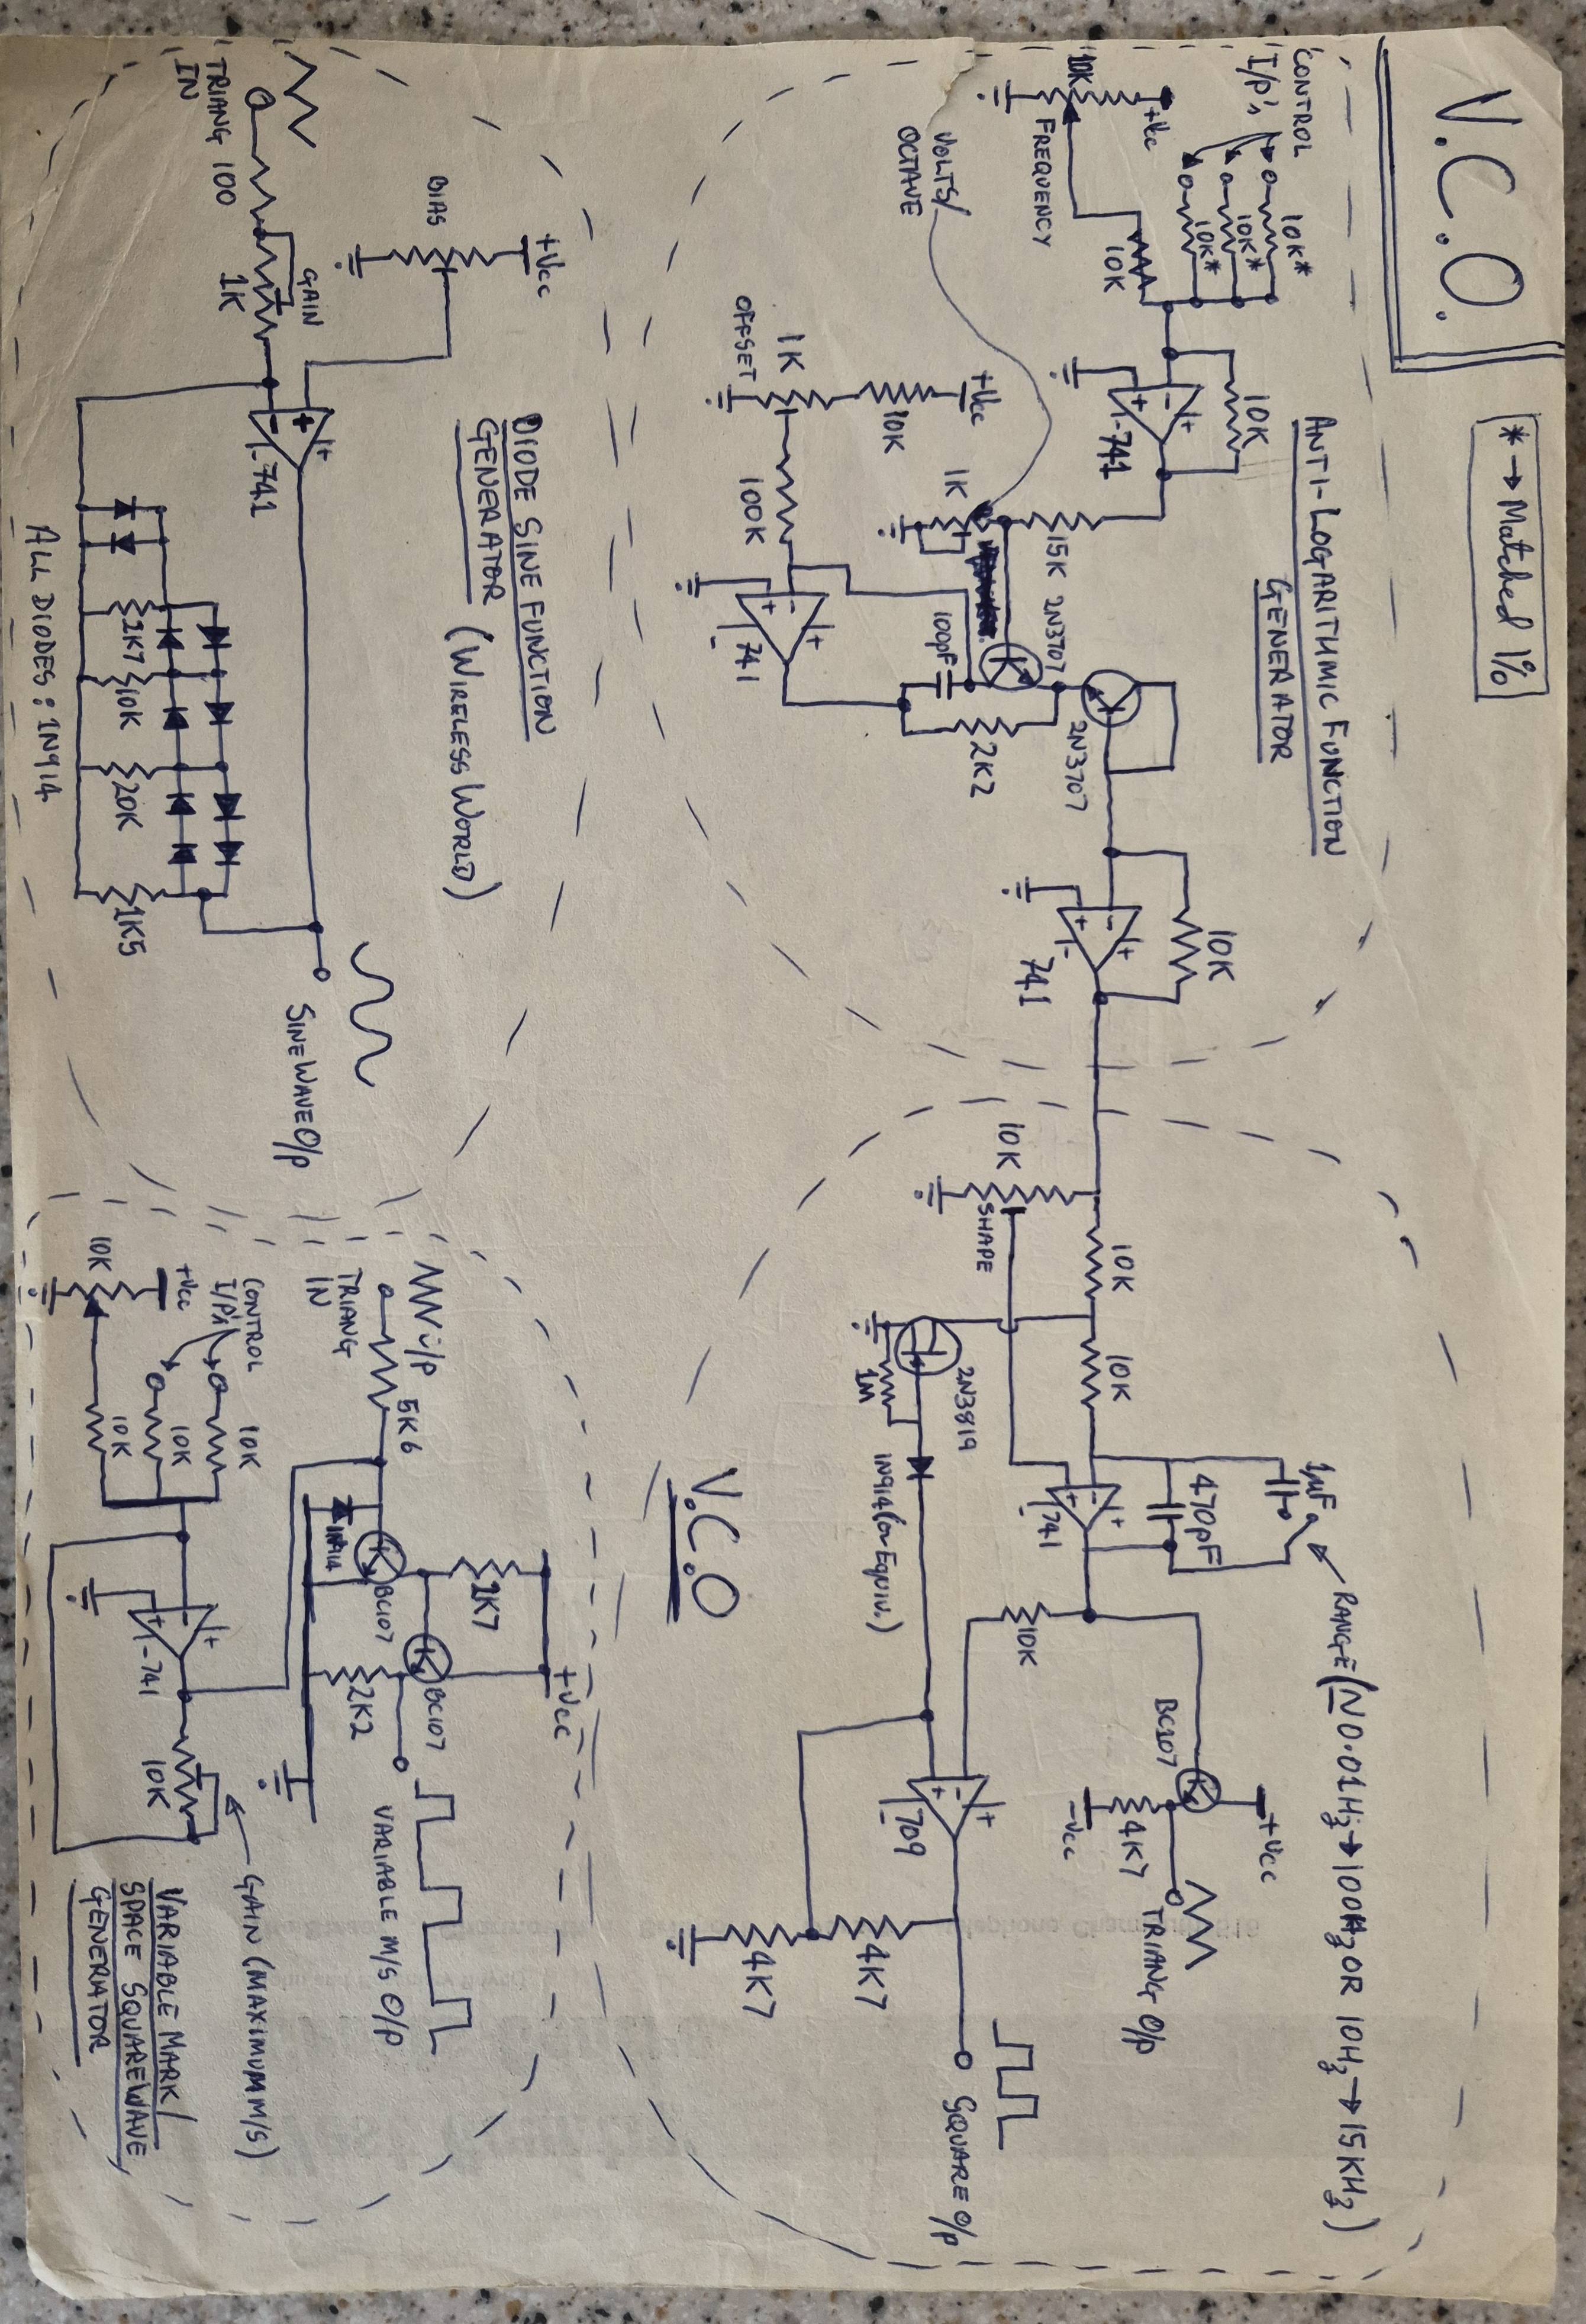 V.C.O.
* → Matched 1%
CONTROL
I/P's
10K*
10K*
10K*
+Vcc
10K
FREQUENCY
10K
10K
-741
ANTI-LOGARITHMIC FUNCTION
GENERATOR
VOLTS/
OCTAVE
15K
1K
2N3707
2N3707
+Vcc
10K
1K
OFFSET
100K
741
100pF
2K2
10K
741
10K
SHAPE
10K
10K
2N3819
1M
1N914 (or Equiv.)
741
470pF
1µF
RANGE (N 0.01Hz → 100Hz OR 10Hz → 15KHz)
10K
BC107
+Vcc
4K7
-Vcc
TRIANG O/P
709
4K7
4K7
SQUARE O/P
V.C.O
DIODE SINE FUNCTION
GENERATOR (WIRELESS WORLD)
+Vcc
BIAS
TRIANG
IN
100
GAIN
1K
-741
1K7
10K
20K
1K5
ALL DIODES: 1N914
SINEWAVE O/P
i/P
TRIANG
IN
5K6
1N914
BC107
1K7
BC107
2K2
+Vcc
VARIABLE M/S O/P
CONTROL
I/P's
+Vcc
10K
10K
10K
10K
-741
10K
GAIN (MAXIMUM M/S)
VARIABLE MARK/
SPACE SQUAREWAVE
GENERATOR